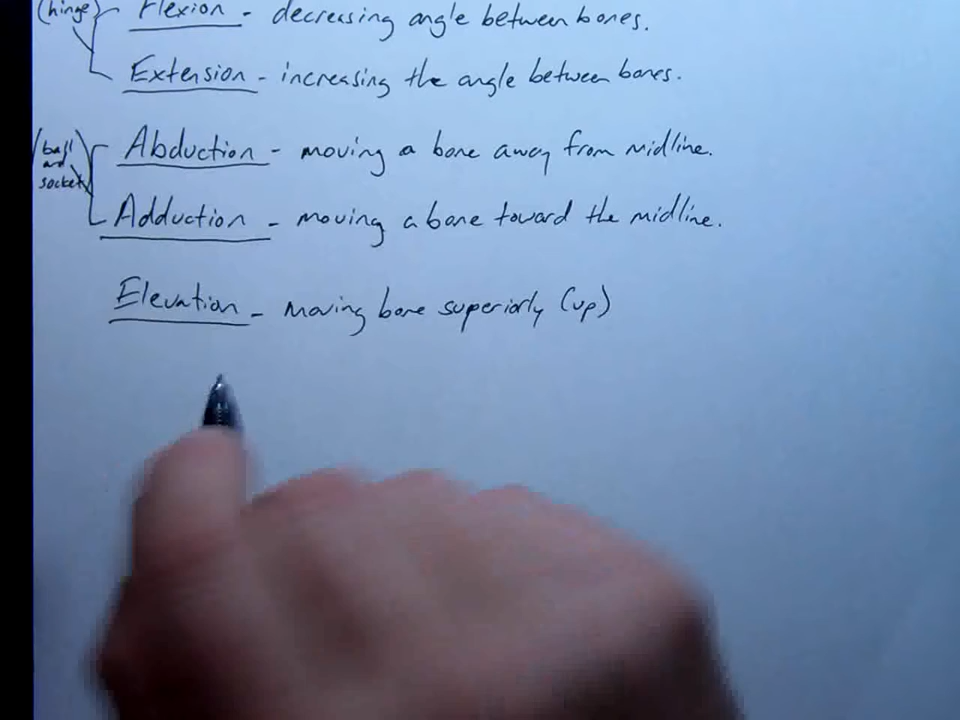 (hinge) Flexion - decreasing angle between bones.
Extension - increasing the angle between bones.
(ball and socket) Abduction - moving a bone away from midline.
Adduction - moving a bone toward the midline.
Elevation - moving bone superiorly (up)